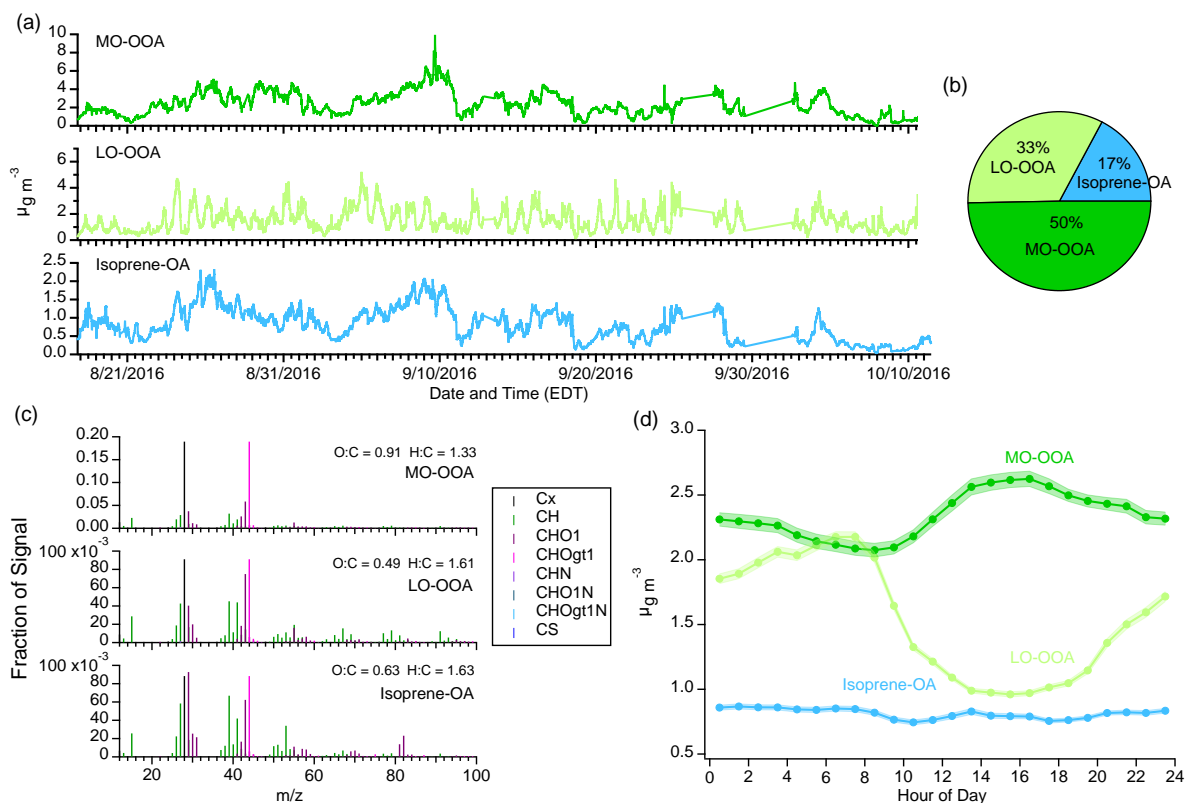 (a)
MO-OOA
10
8
6
4
2
0
LO-OOA
6
4
2
0
µg m-3
Isoprene-OA
2.5
2.0
1.5
1.0
0.5
0.0
8/21/2016 8/31/2016 9/10/2016 9/20/2016 9/30/2016 10/10/2016
Date and Time (EDT)
(b)
33%
LO-OOA
17%
Isoprene-OA
50%
MO-OOA
(c)
Fraction of Signal
0.20
0.15
0.10
0.05
0.00
O:C = 0.91 H:C = 1.33
MO-OOA
100 x10-3
80
60
40
20
0
O:C = 0.49 H:C = 1.61
LO-OOA
100 x10-3
80
60
40
20
0
O:C = 0.63 H:C = 1.63
Isoprene-OA
20 40 60 80 100
m/z
Cx
CH
CHO1
CHOgt1
CHN
CHO1N
CHOgt1N
CS
(d)
3.0
2.5
2.0
1.5
1.0
0.5
µg m-3
MO-OOA
LO-OOA
Isoprene-OA
0 2 4 6 8 10 12 14 16 18 20 22 24
Hour of Day